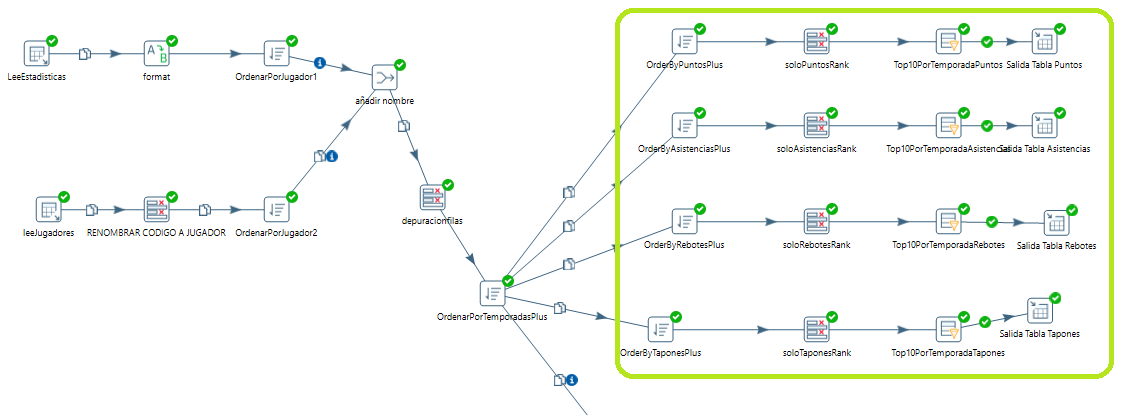 LeeEstadisticas
format
OrdenarPorJugador1
añadir nombre
leeJugadores
RENOMBRAR CODIGO A JUGADOR
OrdenarPorJugador2
depuracionfilas
OrdenarPorTemporadasPlus
OrderByPuntosPlus
soloPuntosRank
Top10PorTemporadaPuntos
Salida Tabla Puntos
OrderByAsistenciasPlus
soloAsistenciasRank
Top10PorTemporadaAsistencias
Salida Tabla Asistencias
OrderByRebotesPlus
soloRebotesRank
Top10PorTemporadaRebotes
Salida Tabla Rebotes
OrderByTaponesPlus
soloTaponesRank
Top10PorTemporadaTapones
Salida Tabla Tapones